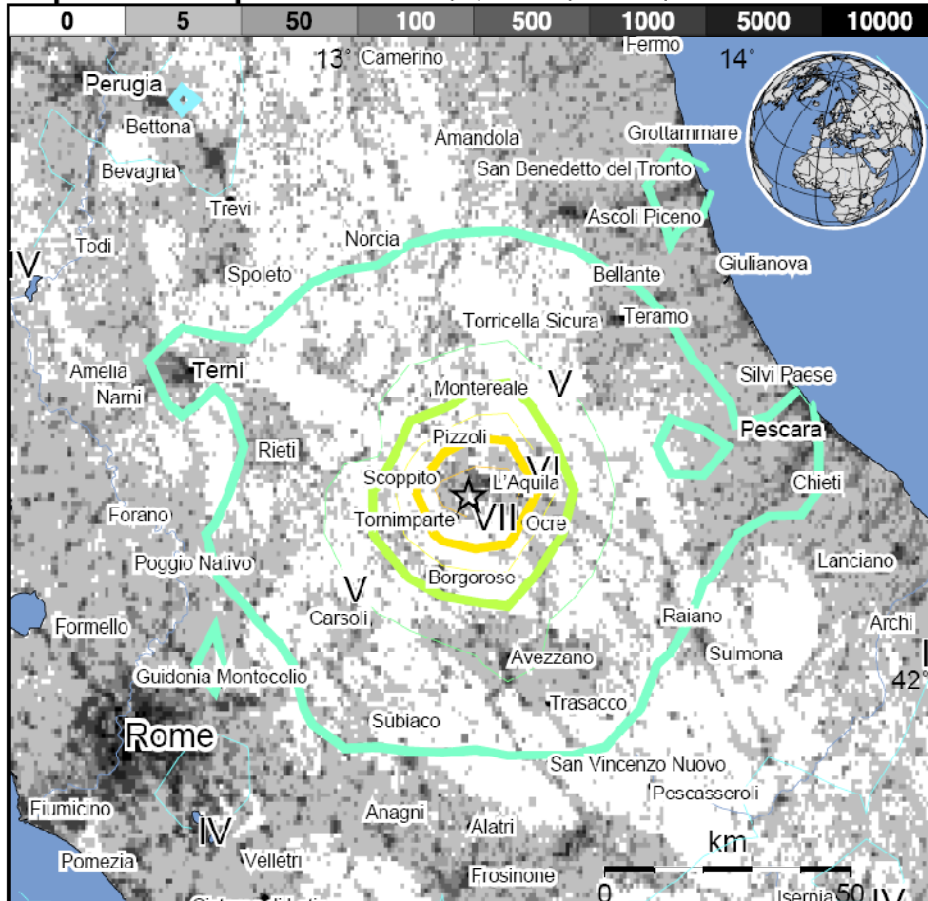 0 5 50 100 500 1000 5000 10000
Fermo
13° Camerino 14°
Perugia
Bettona
Amandola
Grottammare
Bevagna
San Benedetto del Tronto
Trevi
Ascoli Piceno
Todi
Norcia
IV
Spoleto
Bellante
Giulianova
Torricella Sicura
Teramo
Amelia
Terni
Silvi Paese
Narni
Montereale
V
Pescara
Pizzoli
Rieti
VI
Scoppito
L'Aquila
Chieti
Forano
Tornimparte
VII
Ocre
Poggio Nativo
Lanciano
Borgorose
V
Carsoli
Raiano
Formello
Archi
Avezzano
Sulmona
Guidonia Montecelio
42°
Trasacco
Rome
Subiaco
San Vincenzo Nuovo
Pescasseroli
Fiumicino
Anagni
IV
Alatri
km
Pomezia
Velletri
Frosinone
0 50
Isernia
IV